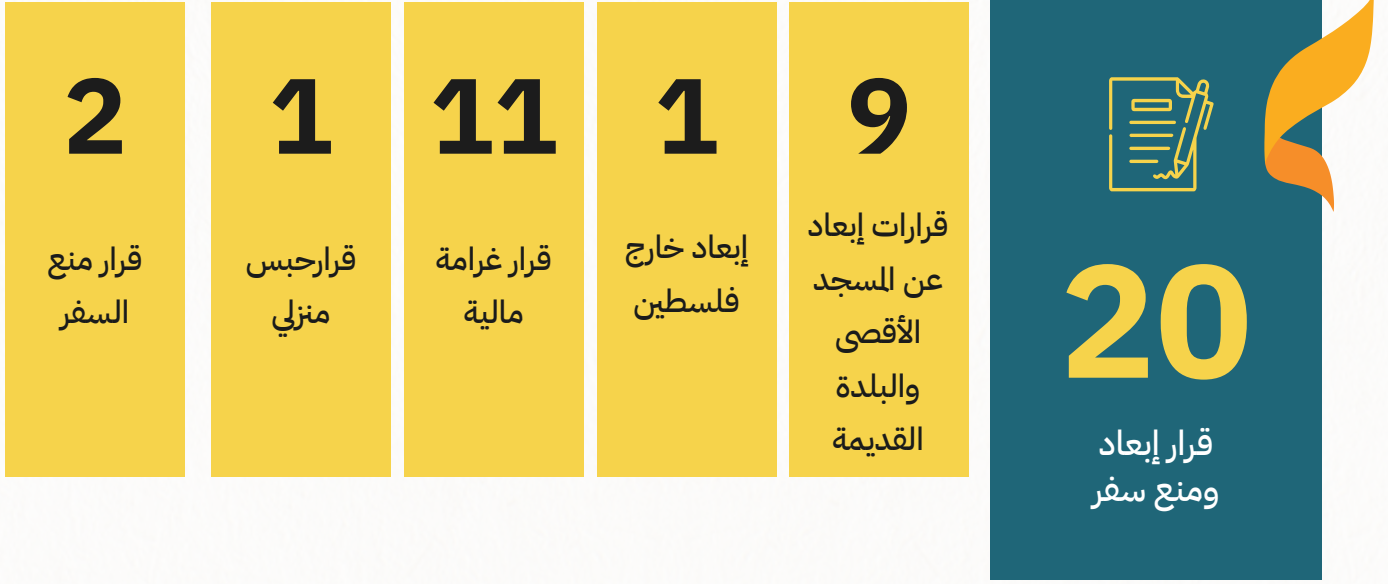 20
قرار إبعاد
ومنع سفر
9
قرارات إبعاد
عن المسجد
الأقصى
والبلدة
القديمة
1
إبعاد خارج
فلسطين
11
قرار غرامة
مالية
1
قرارحبس
منزلي
2
قرار منع
السفر